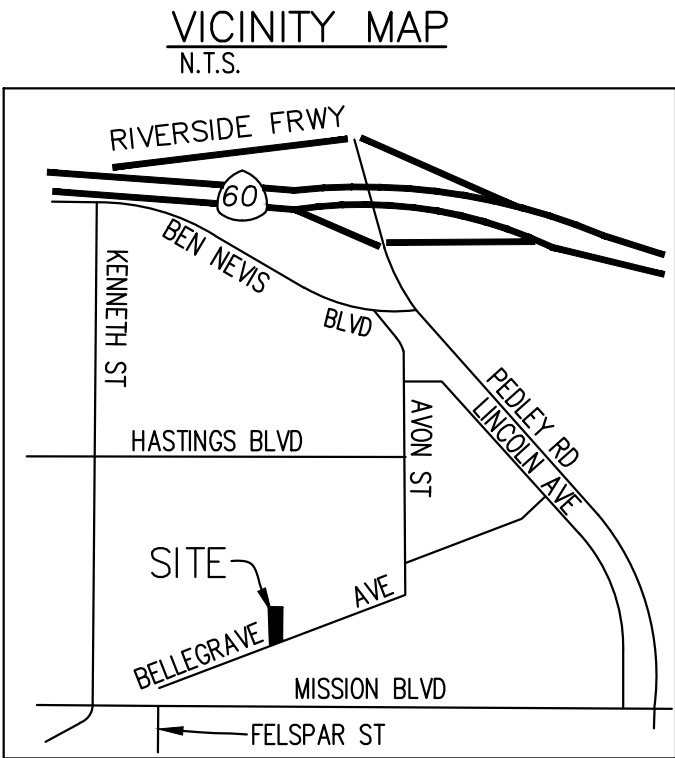 VICINITY MAP
N.T.S.
RIVERSIDE FRWY
60
BEN NEVIS
BLVD
KENNETH ST
PEDLEY RD
LINCOLN AVE
AVON ST
HASTINGS BLVD
SITE
BELLEGRAVE AVE
MISSION BLVD
FELSPAR ST